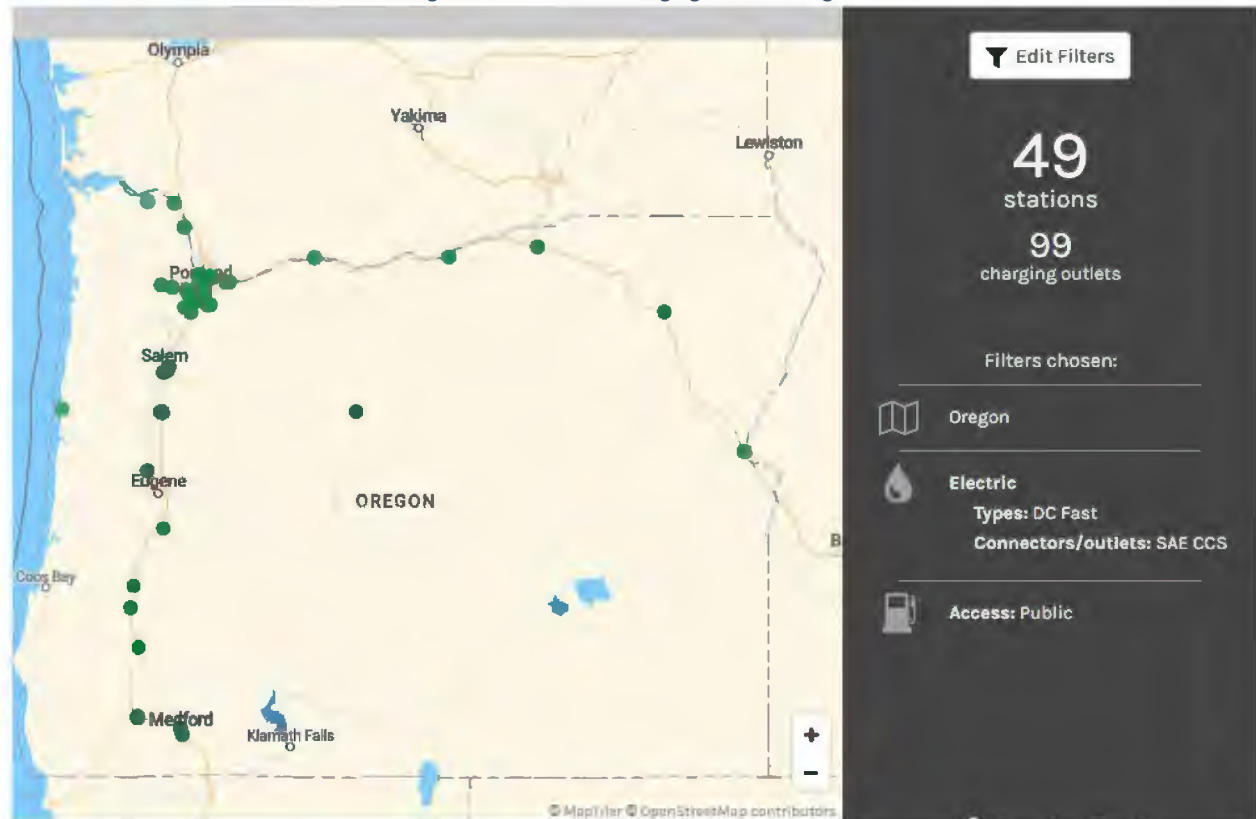 Olympia
Yakima
Lewiston
Portland
Salem
Eugene
OREGON
B
Coos Bay
Medford
Klamath Falls
+
−
© MapTiler © OpenStreetMap contributors
Edit Filters
49
stations
99
charging outlets
Filters chosen:
Oregon
Electric
Types: DC Fast
Connectors/outlets: SAE CCS
Access: Public